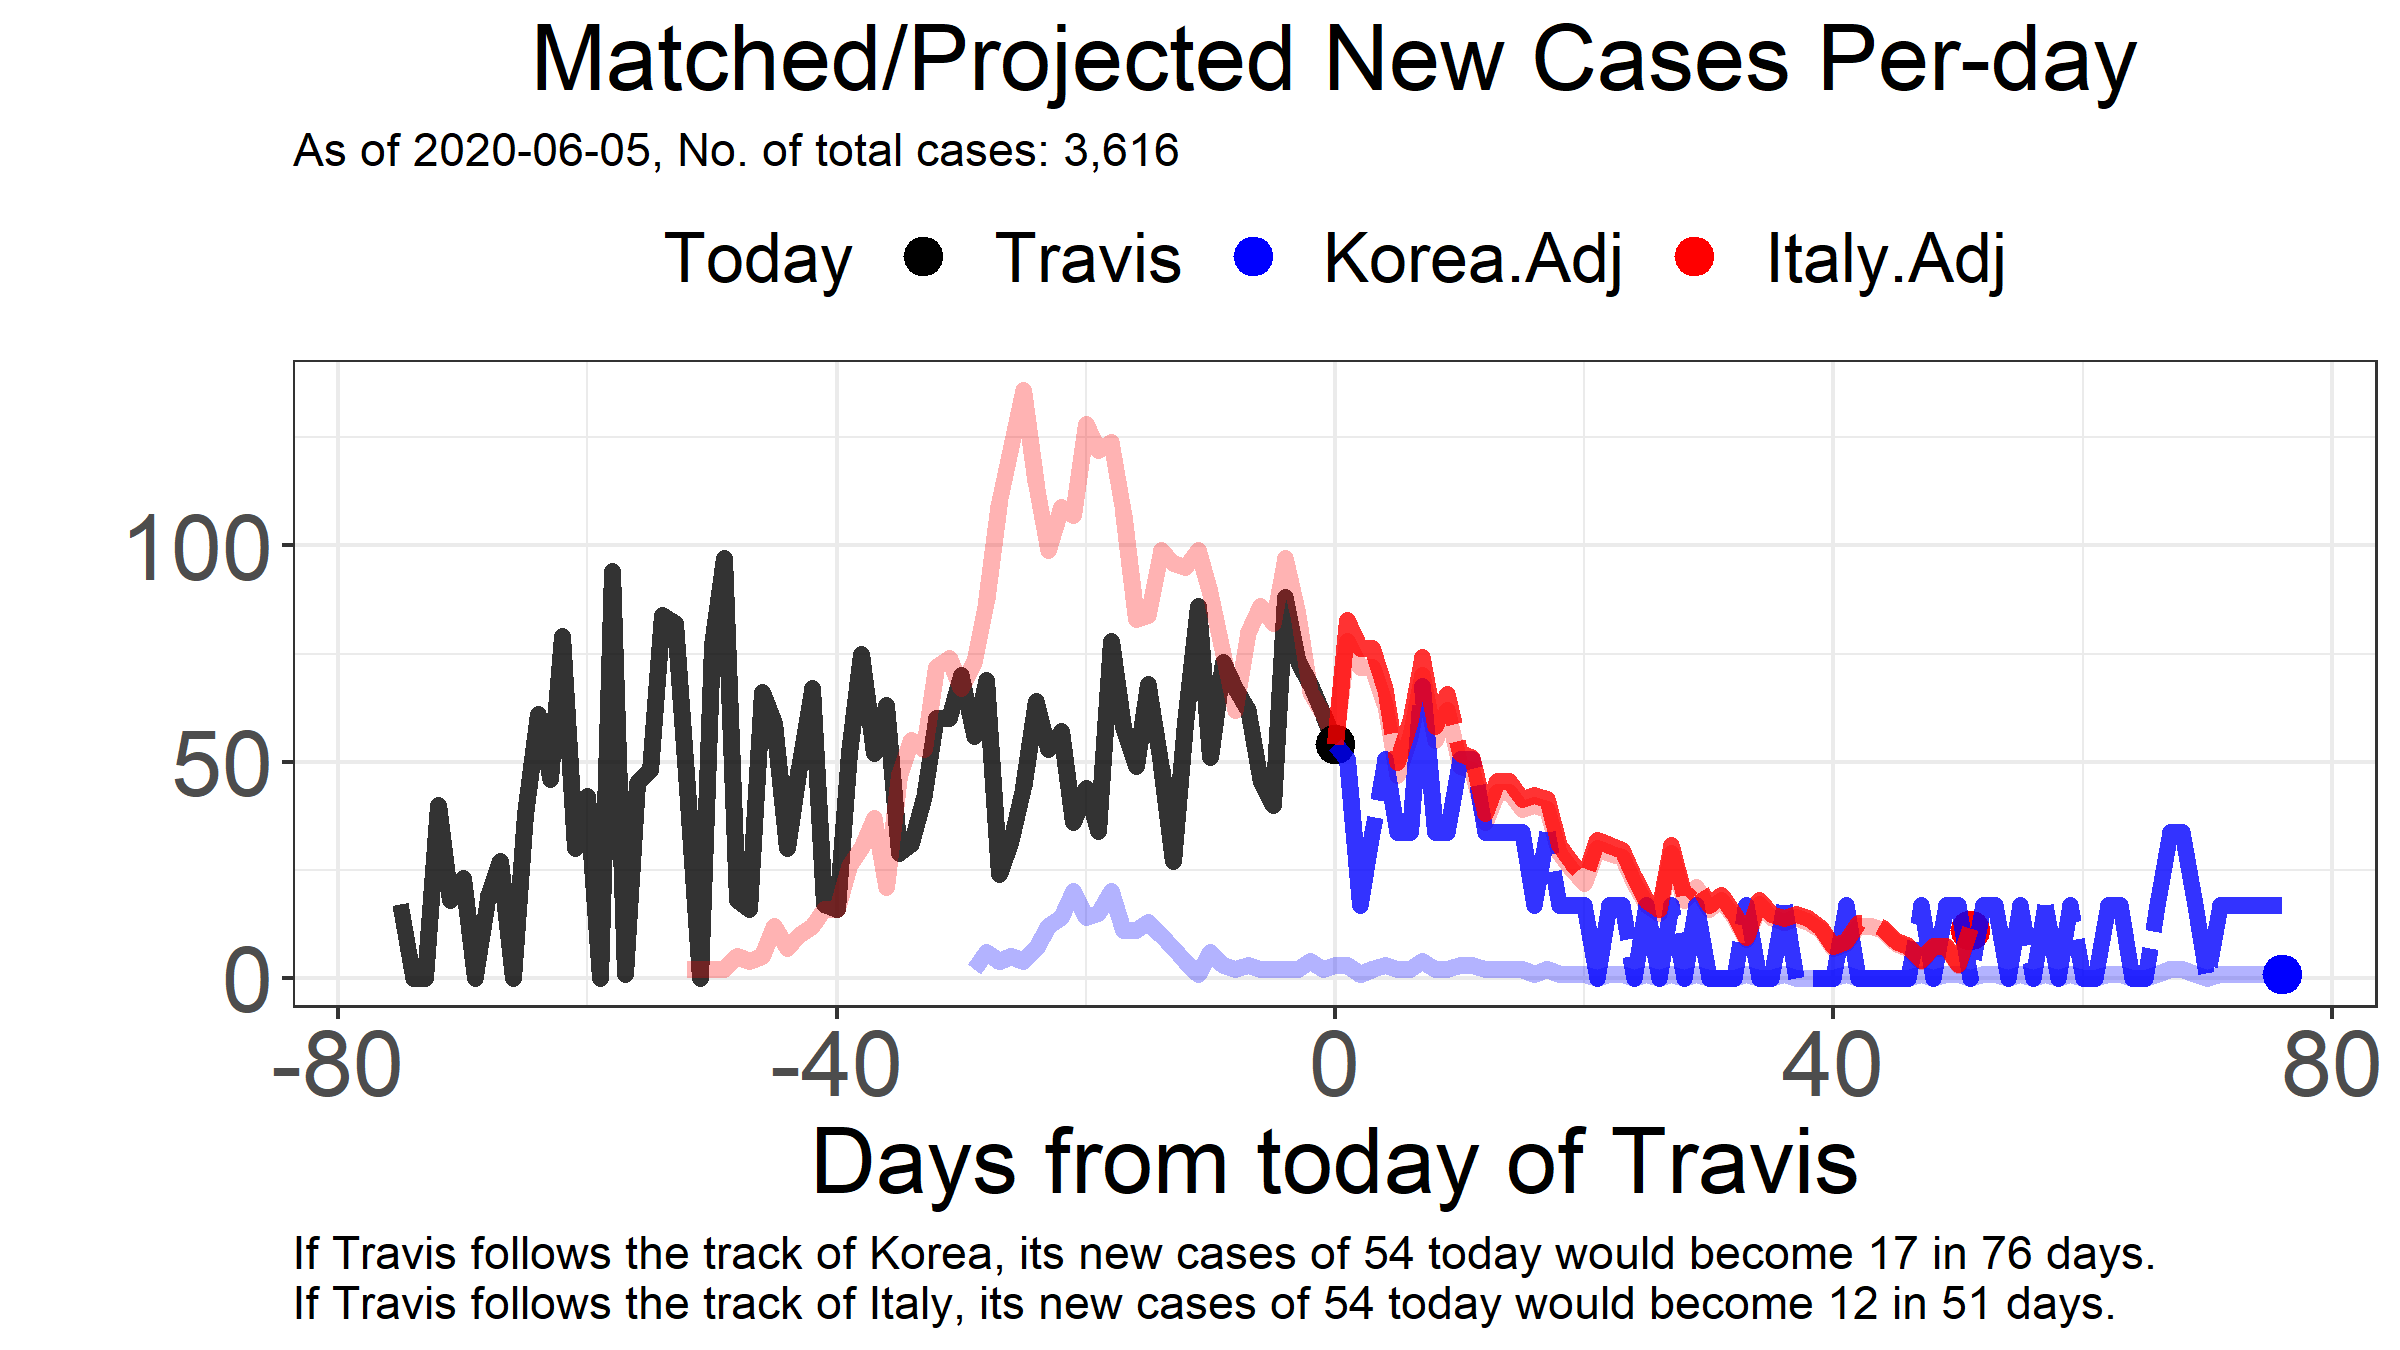 Matched/Projected New Cases Per-day
As of 2020-06-05, No. of total cases: 3,616
Today Travis Korea.Adj Italy.Adj
100
50
0
-80 -40 0 40 80
Days from today of Travis
If Travis follows the track of Korea, its new cases of 54 today would become 17 in 76 days.
If Travis follows the track of Italy, its new cases of 54 today would become 12 in 51 days.